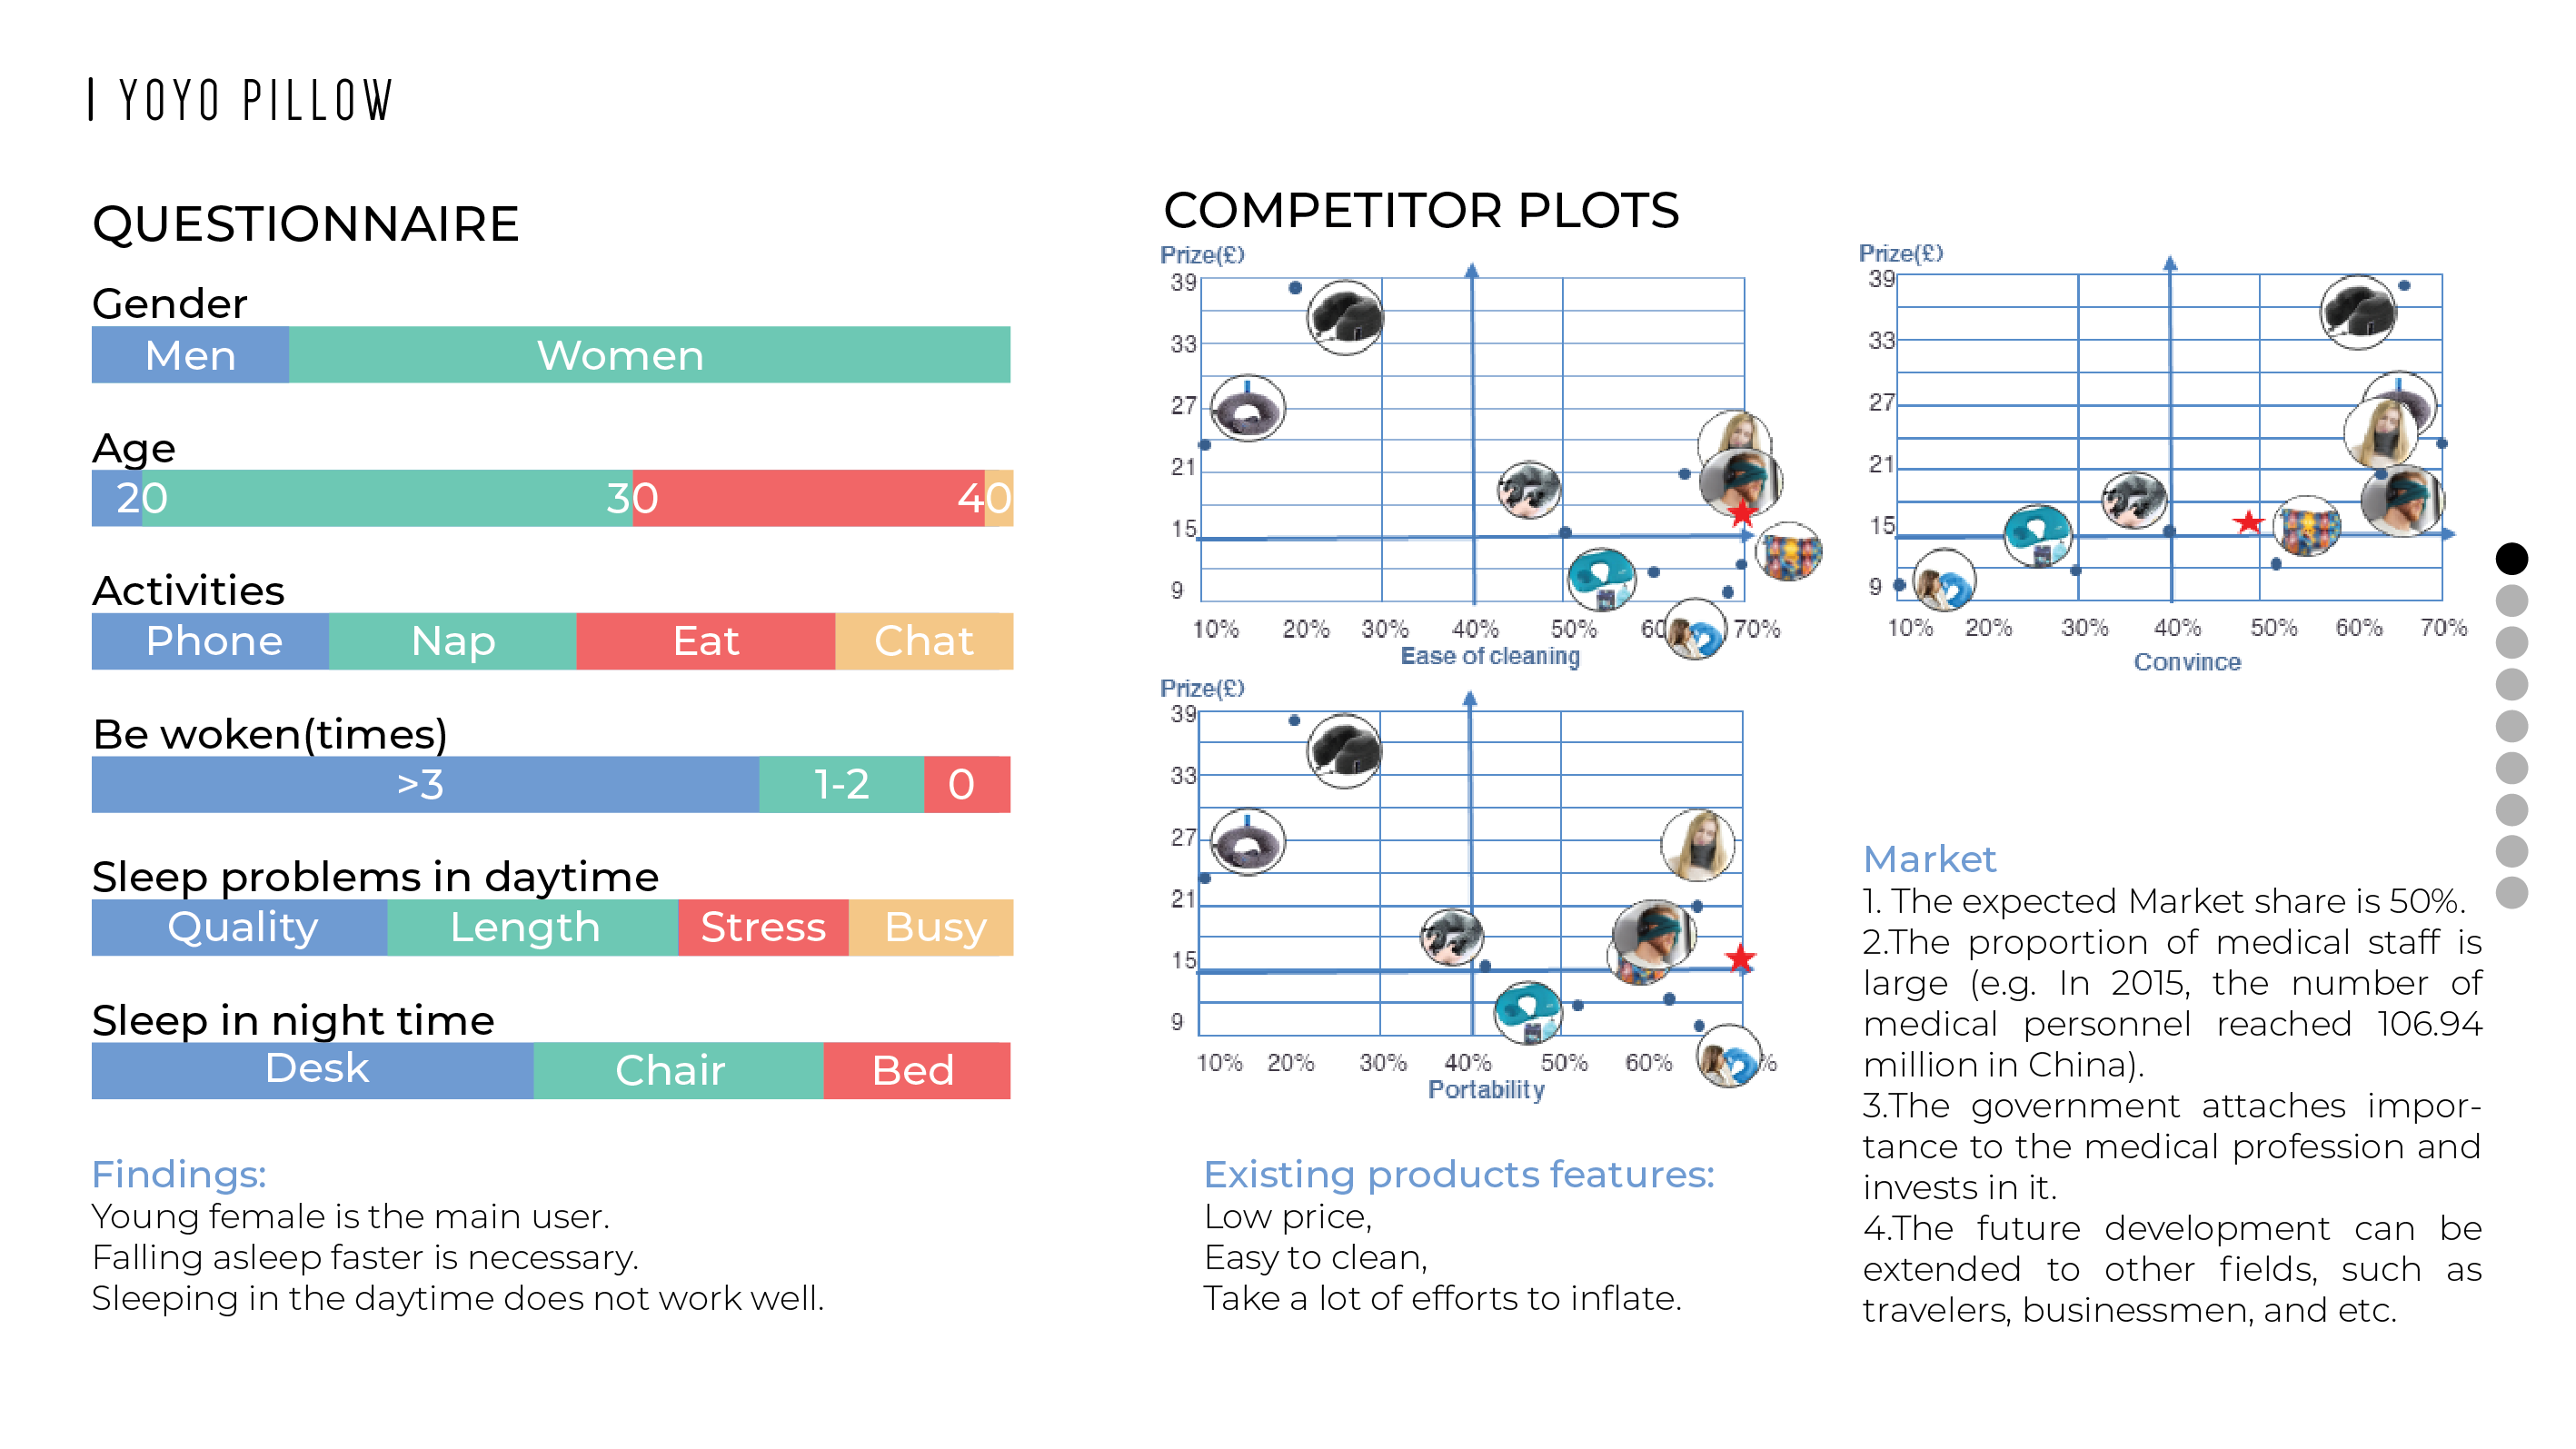 YOYO PILLOW
QUESTIONNAIRE
Gender
Men Women
Age
20 30 40
Activities
Phone Nap Eat Chat
Be woken(times)
>3 1-2 0
Sleep problems in daytime
Quality Length Stress Busy
Sleep in night time
Desk Chair Bed
Findings:
Young female is the main user.
Falling asleep faster is necessary.
Sleeping in the daytime does not work well.
COMPETITOR PLOTS
Prize(£)
39
33
27
21
15
9
10% 20% 30% 40% 50% 60 70%
Ease of cleaning
Prize(£)
39
33
27
21
15
9
10% 20% 30% 40% 50% 60% 70%
Convince
Prize(£)
39
33
27
21
15
9
10% 20% 30% 40% 50% 60% %
Portability
Existing products features:
Low price,
Easy to clean,
Take a lot of efforts to inflate.
Market
1. The expected Market share is 50%.
2.The proportion of medical staff is
large (e.g. In 2015, the number of
medical personnel reached 106.94
million in China).
3.The government attaches impor-
tance to the medical profession and
invests in it.
4.The future development can be
extended to other fields, such as
travelers, businessmen, and etc.